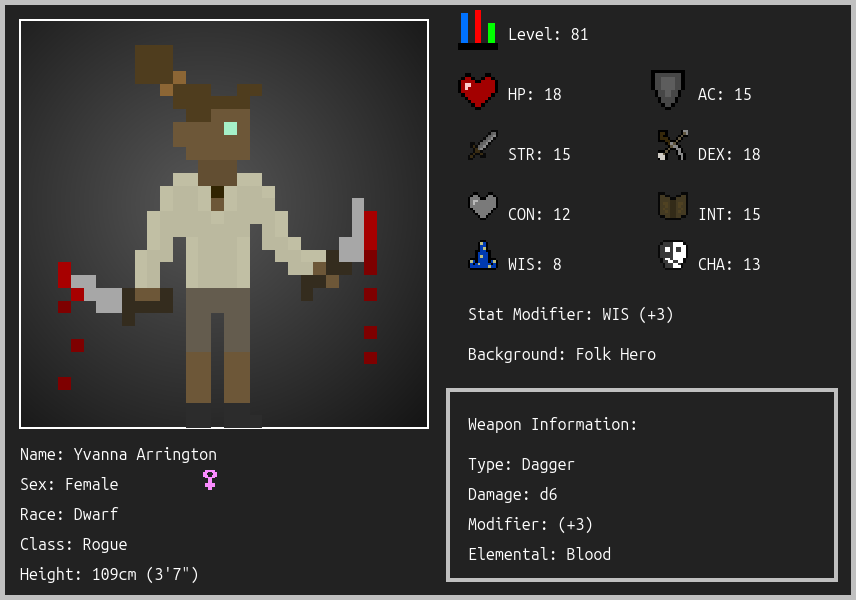 Level: 81
HP: 18
AC: 15
STR: 15
DEX: 18
CON: 12
INT: 15
WIS: 8
CHA: 13
Stat Modifier: WIS (+3)
Background: Folk Hero
Weapon Information:
Type: Dagger
Damage: d6
Modifier: (+3)
Elemental: Blood
Name: Yvanna Arrington
Sex: Female
Race: Dwarf
Class: Rogue
Height: 109cm (3'7")